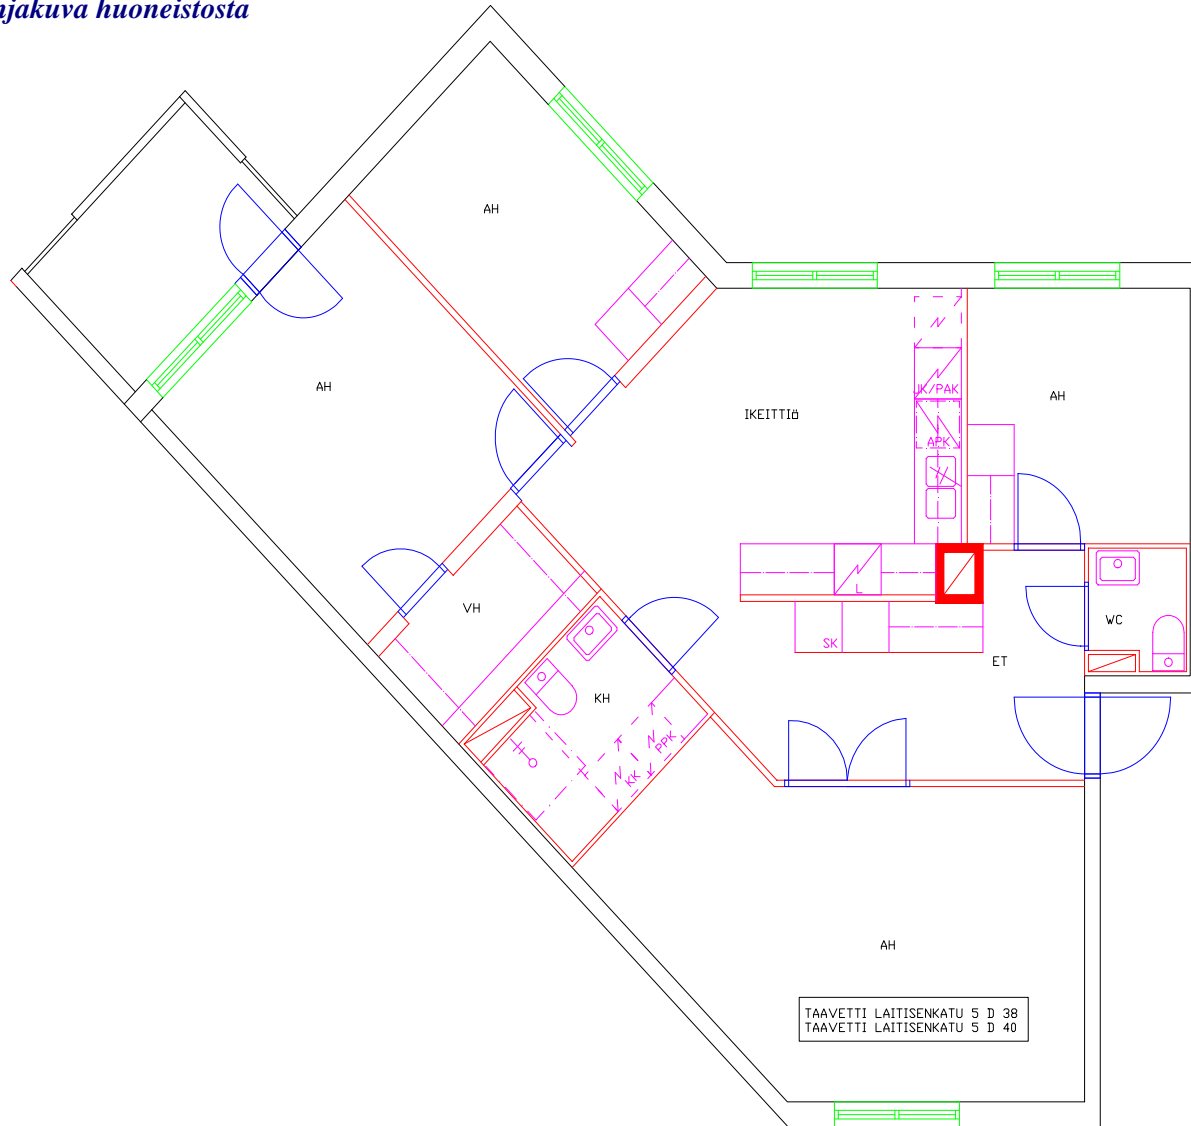 njakuva huoneistosta
AH
AH
IKEITTIÖ
JK/PAK
APK
AH
L
SK
VH
KH
WC
ET
PPK
KK
AH
TAAVETTI LAITISENKATU 5 D 38
TAAVETTI LAITISENKATU 5 D 40